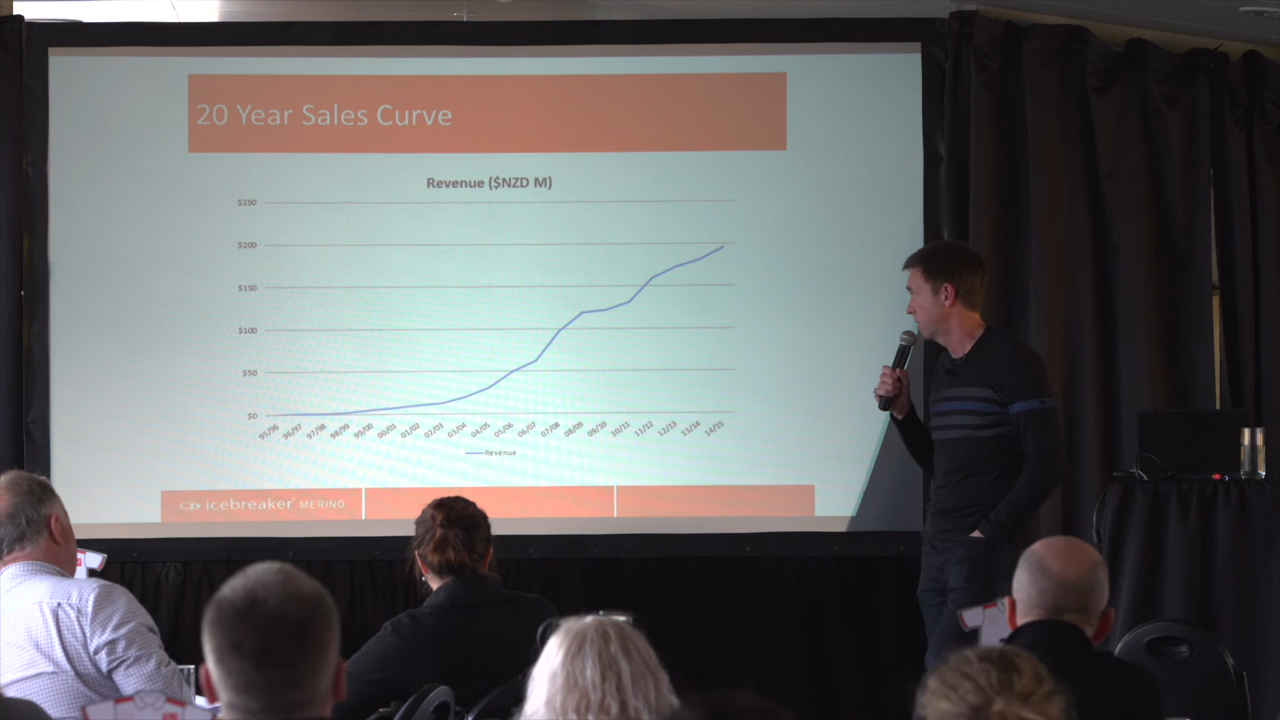 20 Year Sales Curve
Revenue ($NZD M)
$250
$200
$150
$100
$50
$0
95/96 96/97 97/98 98/99 99/00 00/01 01/02 02/03 03/04 04/05 05/06 06/07 07/08 08/09 09/10 10/11 11/12 12/13 13/14 14/15
Revenue
icebreaker MERINO